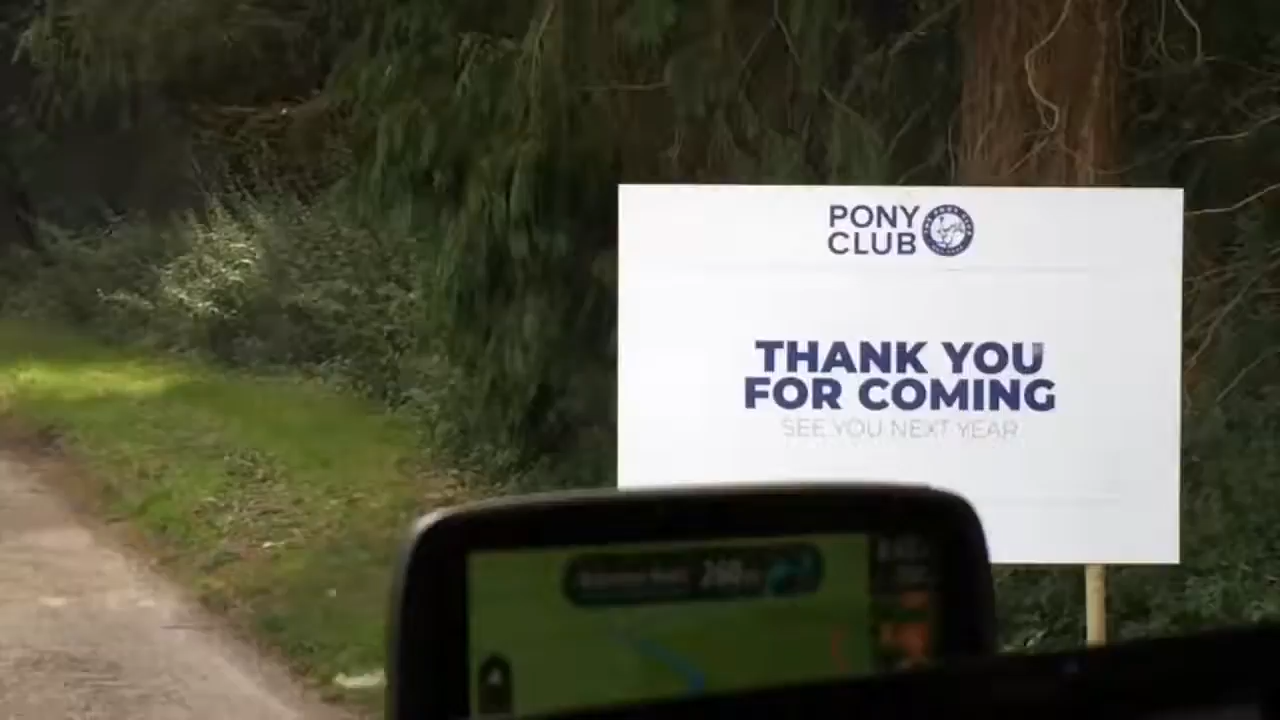 PONY
CLUB
THANK YOU
FOR COMING
SEE YOU NEXT YEAR